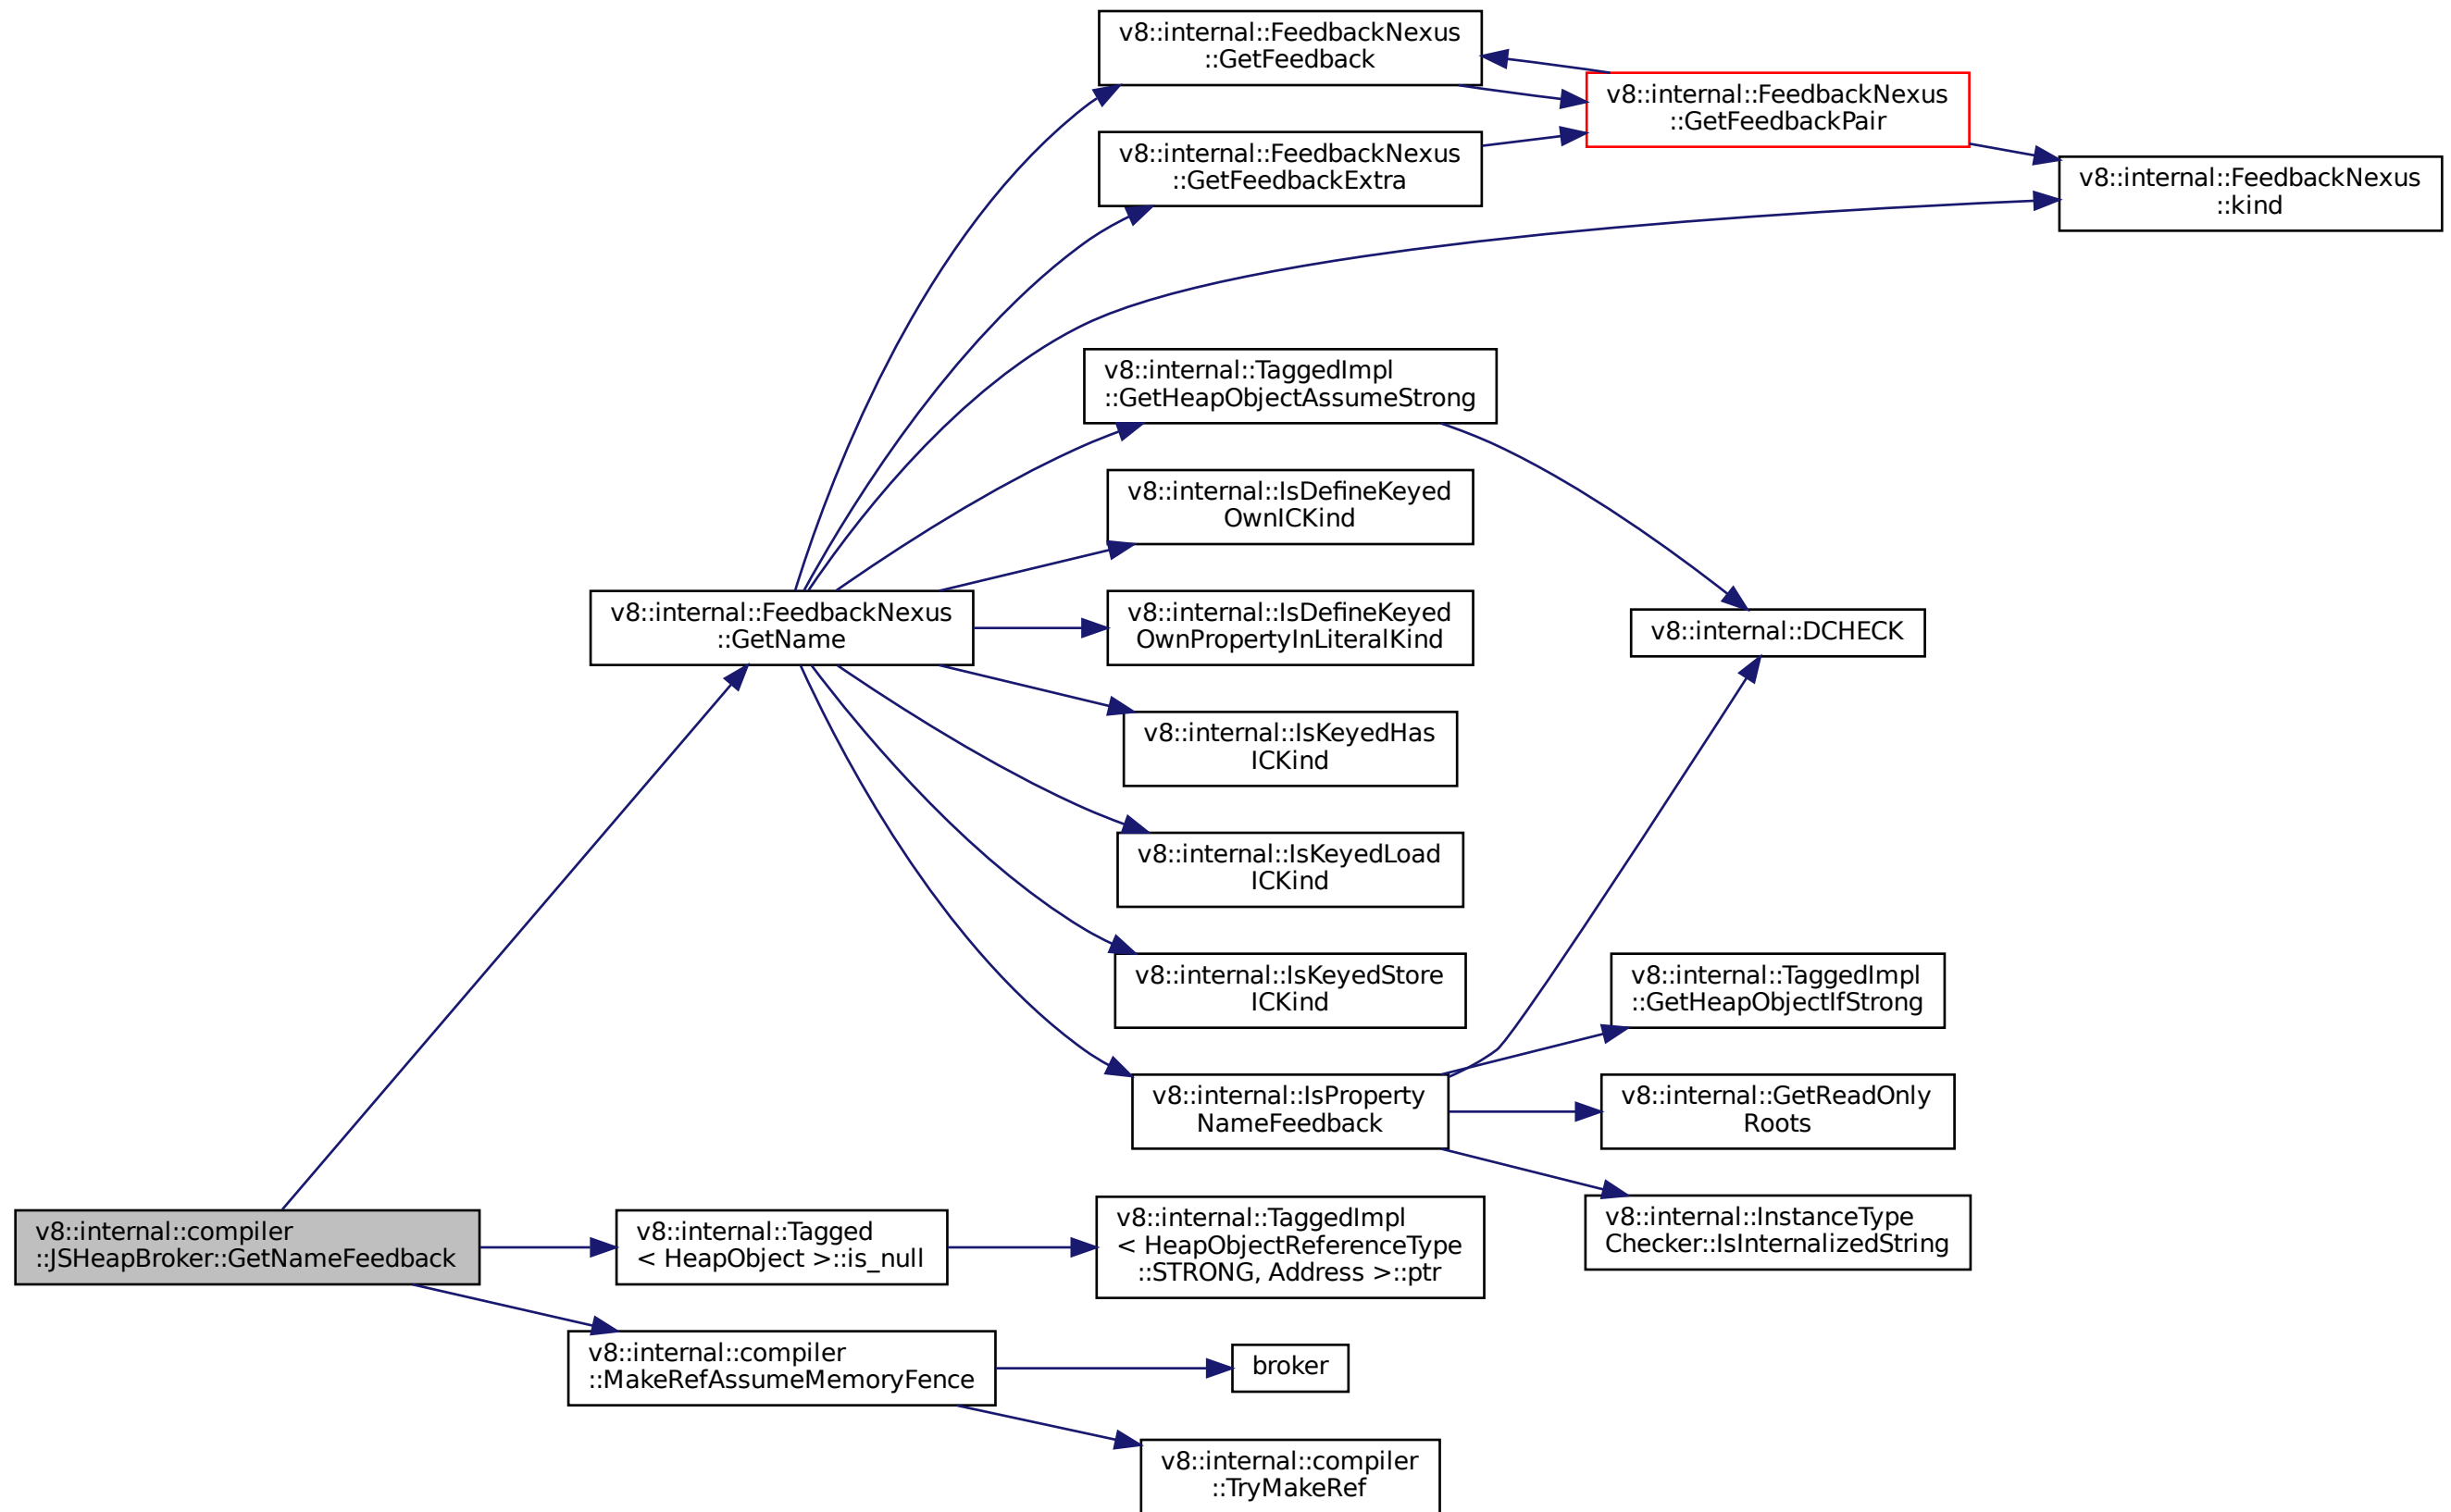 v8::internal::FeedbackNexus
::GetFeedback
v8::internal::FeedbackNexus
::GetFeedbackPair
v8::internal::FeedbackNexus
::GetFeedbackExtra
v8::internal::FeedbackNexus
::kind
v8::internal::TaggedImpl
::GetHeapObjectAssumeStrong
v8::internal::IsDefineKeyed
OwnICKind
v8::internal::FeedbackNexus
::GetName
v8::internal::IsDefineKeyed
OwnPropertyInLiteralKind
v8::internal::DCHECK
v8::internal::IsKeyedHas
ICKind
v8::internal::IsKeyedLoad
ICKind
v8::internal::IsKeyedStore
ICKind
v8::internal::TaggedImpl
::GetHeapObjectIfStrong
v8::internal::IsProperty
NameFeedback
v8::internal::GetReadOnly
Roots
v8::internal::InstanceType
Checker::IsInternalizedString
v8::internal::compiler
::JSHeapBroker::GetNameFeedback
v8::internal::Tagged
< HeapObject >::is_null
v8::internal::TaggedImpl
< HeapObjectReferenceType
::STRONG, Address >::ptr
v8::internal::compiler
::MakeRefAssumeMemoryFence
broker
v8::internal::compiler
::TryMakeRef